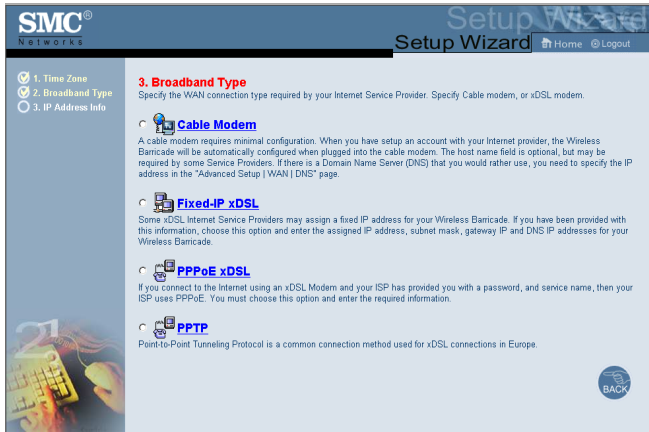 SMC®
Networks
Setup Wizard
Setup Wizard
Home
Logout
1. Time Zone
2. Broadband Type
3. IP Address Info
3. Broadband Type
Specify the WAN connection type required by your Internet Service Provider. Specify Cable modem, or xDSL modem.
Cable Modem
A cable modem requires minimal configuration. When you have setup an account with your Internet provider, the Wireless
Barricade will be automatically configured when plugged into the cable modem. The host name field is optional, but may be
required by some Service Providers. If there is a Domain Name Server (DNS) that you would rather use, you need to specify the IP
address in the "Advanced Setup | WAN | DNS" page.
Fixed-IP xDSL
Some xDSL Internet Service Providers may assign a fixed IP address for your Wireless Barricade. If you have been provided with
this information, choose this option and enter the assigned IP address, subnet mask, gateway IP and DNS IP addresses for your
Wireless Barricade.
PPPoE xDSL
If you connect to the Internet using an xDSL Modem and your ISP has provided you with a password, and service name, then your
ISP uses PPPoE. You must choose this option and enter the required information.
PPTP
Point-to-Point Tunneling Protocol is a common connection method used for xDSL connections in Europe.
BACK